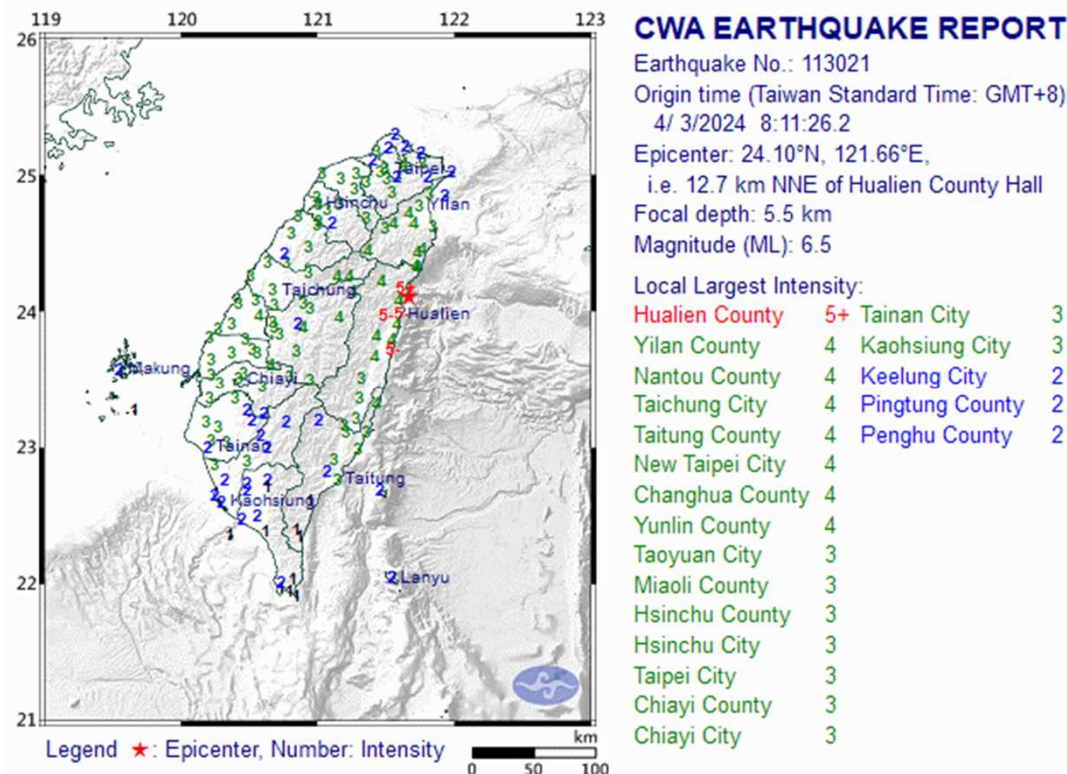 119 120 121 122 123
26
25
24
23
22
21
Taipei
Hsinchu
Yilan
Taichung
Hualien
Makung
Chiayi
Tainan
Taitung
Kaohsiung
Lanyu
Legend ★: Epicenter, Number: Intensity
km
0 50 100
CWA EARTHQUAKE REPORT
Earthquake No.: 113021
Origin time (Taiwan Standard Time: GMT+8)
4/ 3/2024 8:11:26.2
Epicenter: 24.10°N, 121.66°E,
i.e. 12.7 km NNE of Hualien County Hall
Focal depth: 5.5 km
Magnitude (ML): 6.5
Local Largest Intensity:
Hualien County 5+ Tainan City 3
Yilan County 4 Kaohsiung City 3
Nantou County 4 Keelung City 2
Taichung City 4 Pingtung County 2
Taitung County 4 Penghu County 2
New Taipei City 4
Changhua County 4
Yunlin County 4
Taoyuan City 3
Miaoli County 3
Hsinchu County 3
Hsinchu City 3
Taipei City 3
Chiayi County 3
Chiayi City 3